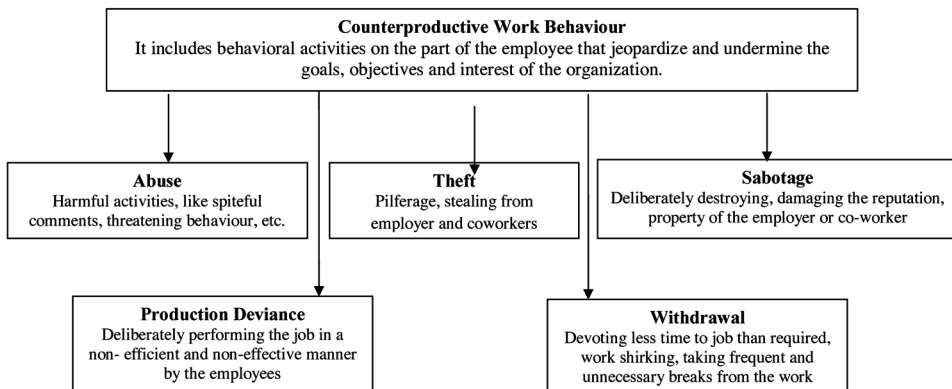 Counterproductive Work Behaviour
It includes behavioral activities on the part of the employee that jeopardize and undermine the
goals, objectives and interest of the organization.
Abuse
Harmful activities, like spiteful
comments, threatening behaviour, etc.
Theft
Pilferage, stealing from
employer and coworkers
Sabotage
Deliberately destroying, damaging the reputation,
property of the employer or co-worker
Production Deviance
Deliberately performing the job in a
non- efficient and non-effective manner
by the employees
Withdrawal
Devoting less time to job than required,
work shirking, taking frequent and
unnecessary breaks from the work